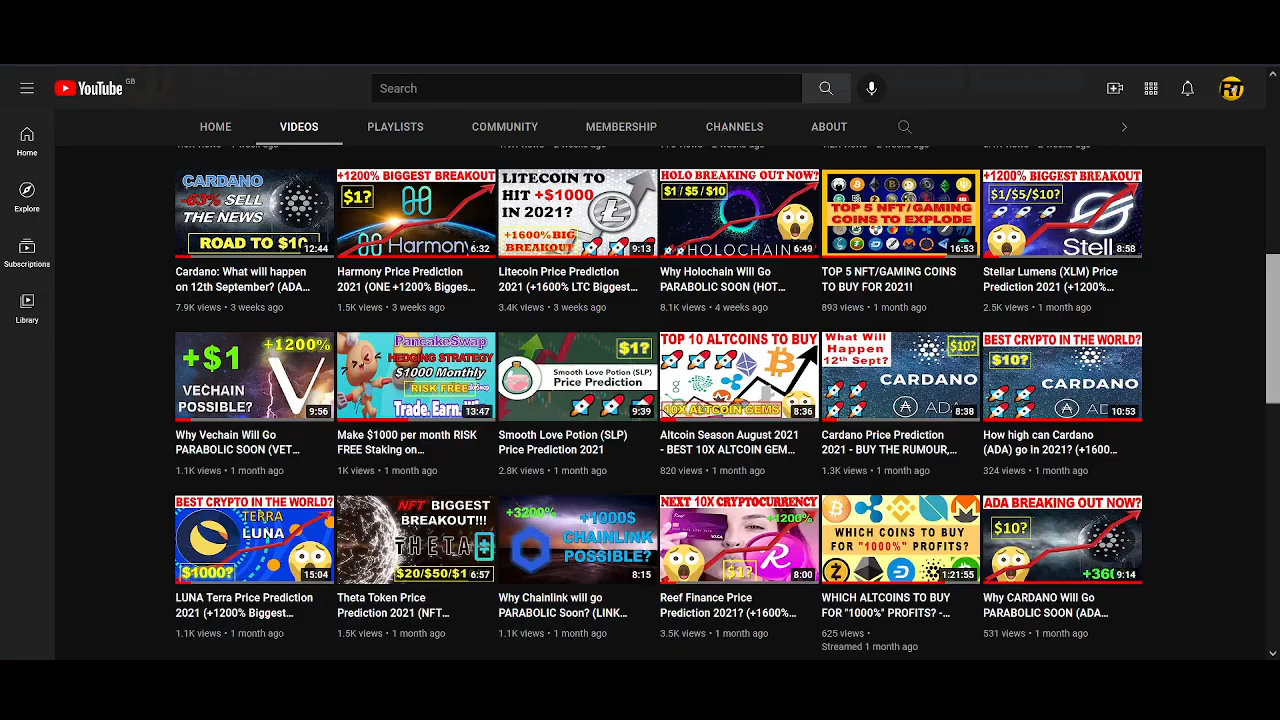 YouTube GB
Search
HOME VIDEOS PLAYLISTS COMMUNITY MEMBERSHIP CHANNELS ABOUT
Home
Explore
Subscriptions
Library
CARDANO
-63% SELL
THE NEWS
ROAD TO $10
12:44
Cardano: What will happen
on 12th September? (ADA...
7.9K views • 3 weeks ago
+1200% BIGGEST BREAKOUT
$1?
Harmony
6:32
Harmony Price Prediction
2021 (ONE +1200% Biggest...
1.5K views • 3 weeks ago
LITECOIN TO
HIT +$1000
IN 2021?
+1600% BIG
BREAKOUT
9:13
Litecoin Price Prediction
2021 (+1600% LTC Biggest...
3.4K views • 3 weeks ago
HOLO BREAKING OUT NOW?
$1 / $5 / $10
HOLOCHAIN
6:49
Why Holochain Will Go
PARABOLIC SOON (HOT...
8.1K views • 4 weeks ago
TOP 5 NFT/GAMING
COINS TO EXPLODE
16:53
TOP 5 NFT/GAMING COINS
TO BUY FOR 2021!
893 views • 1 month ago
+1200% BIGGEST BREAKOUT
$1/$5/$10?
Stell
8:58
Stellar Lumens (XLM) Price
Prediction 2021 (+1200%...
2.5K views • 1 month ago
+$1
+1200%
VECHAIN
POSSIBLE?
9:56
Why Vechain Will Go
PARABOLIC SOON (VET...
1.1K views • 1 month ago
PancakeSwap
HEDGING STRATEGY
$1000 Monthly
RISK FREE
Trade. Earn. W
13:47
Make $1000 per month RISK
FREE Staking on...
1K views • 1 month ago
$1?
Smooth Love Potion (SLP)
Price Prediction
9:39
Smooth Love Potion (SLP)
Price Prediction 2021
2.8K views • 1 month ago
TOP 10 ALTCOINS TO BUY
10X ALTCOIN GEMS
8:36
Altcoin Season August 2021
- BEST 10X ALTCOIN GEM...
820 views • 1 month ago
What Will
Happen
12th Sept?
$10?
CARDANO
ADA
8:38
Cardano Price Prediction
2021 - BUY THE RUMOUR,...
1.3K views • 1 month ago
BEST CRYPTO IN THE WORLD?
$10?
CARDANO
AD
10:53
How high can Cardano
(ADA) go in 2021? (+1600...
324 views • 1 month ago
BEST CRYPTO IN THE WORLD?
TERRA
LUNA
$1000?
15:04
LUNA Terra Price Prediction
2021 (+1200% Biggest...
1.1K views • 1 month ago
NFT BIGGEST
BREAKOUT!!!
THETA
$20/$50/$1
6:57
Theta Token Price
Prediction 2021 (NFT...
1.5K views • 1 month ago
+3200%
+1000$
CHAINLINK
POSSIBLE?
8:15
Why Chainlink will go
PARABOLIC Soon? (LINK...
1.1K views • 1 month ago
NEXT 10X CRYPTOCURRENCY
Reef
+1200%
VISA
$1?
8:00
Reef Finance Price
Prediction 2021? (+1600%...
3.5K views • 1 month ago
WHICH COINS TO BUY
FOR "1000%" PROFITS?
1:21:55
WHICH ALTCOINS TO BUY
FOR "1000%" PROFITS? -...
625 views •
Streamed 1 month ago
ADA BREAKING OUT NOW?
$10?
+360
9:14
Why CARDANO Will Go
PARABOLIC SOON (ADA...
531 views • 1 month ago